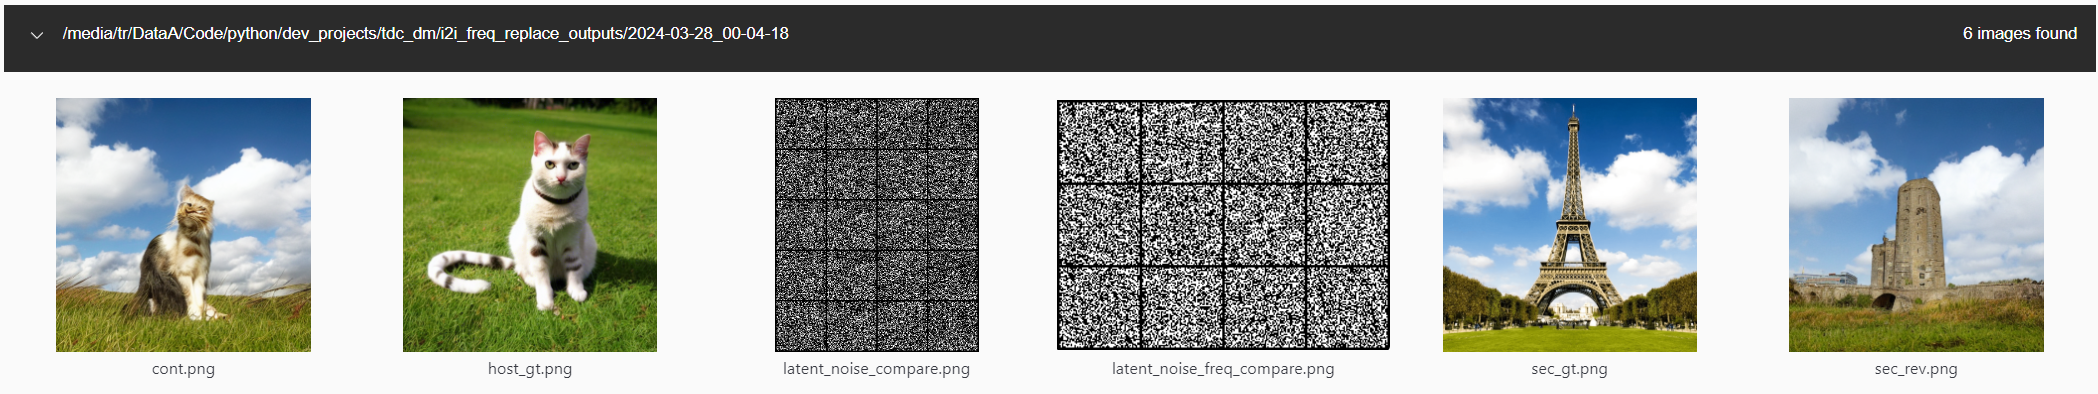 /media/tr/DataA/Code/python/dev_projects/tdc_dm/i2i_freq_replace_outputs/2024-03-28_00-04-18
6 images found
cont.png
host_gt.png
latent_noise_compare.png
latent_noise_freq_compare.png
sec_gt.png
sec_rev.png